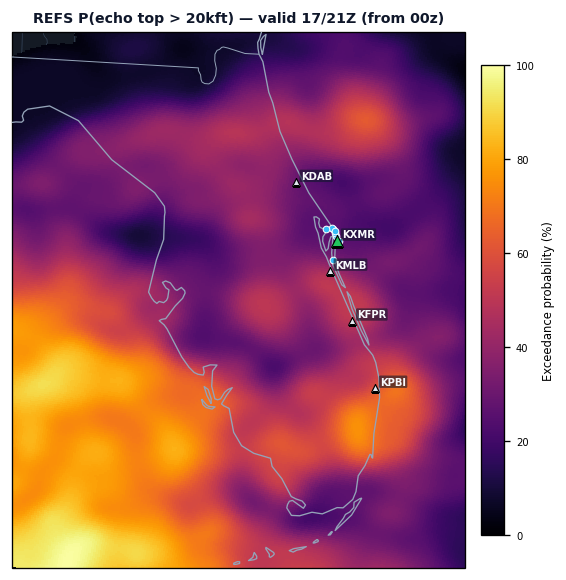 REFS P(echo top > 20kft) — valid 17/21Z (from 00z)
KDAB
KXMR
KMLB
KFPR
KPBI
100
80
60
40
20
0
Exceedance probability (%)